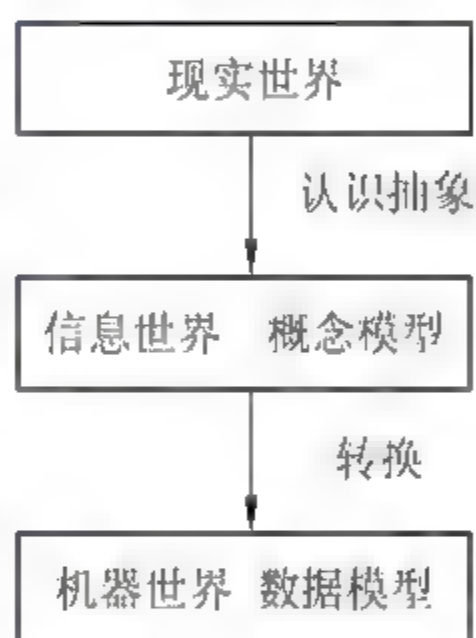 现实世界
认识抽象
信息世界 概念模型
转换
机器世界 数据模型